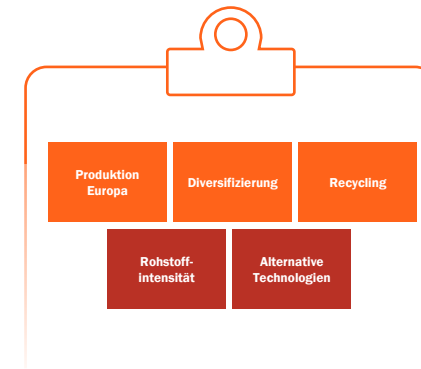 Produktion
Europa
Diversifizierung
Recycling
Rohstoff-
intensität
Alternative
Technologien